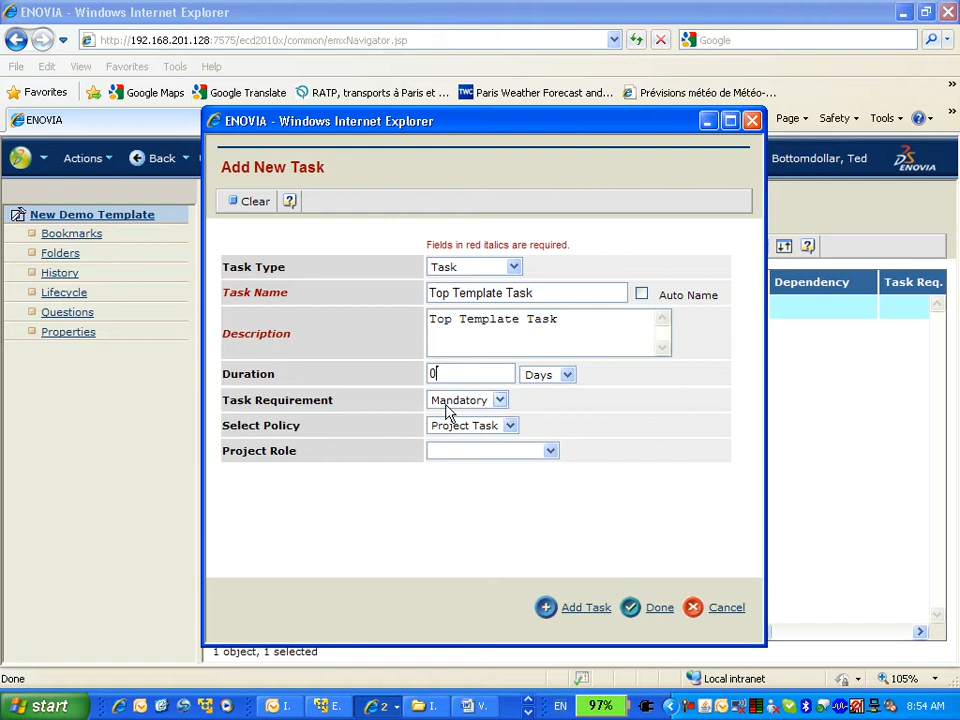 ENOVIA - Windows Internet Explorer
http://192.168.201.128:7575/ecd2010x/common/emxNavigator.jsp
Google
File Edit View Favorites Tools Help
Favorites Google Maps Google Translate RATP, transports à Paris et ... TWC Paris Weather Forecast and... Prévisions météo de Météo-...
ENOVIA
Page Safety Tools
ENOVIA - Windows Internet Explorer
Actions Back
Bottomdollar, Ted
ENOVIA
Add New Task
Clear
New Demo Template
Bookmarks
Folders
History
Lifecycle
Questions
Properties
Fields in red italics are required.
Task Type Task
Task Name Top Template Task Auto Name
Description Top Template Task
Duration 0 Days
Task Requirement Mandatory
Select Policy Project Task
Project Role
Dependency Task Req.
Add Task Done Cancel
1 object, 1 selected
Done
Local intranet
105%
start
I.
E.
2
I.
V.
EN
97%
8:54 AM